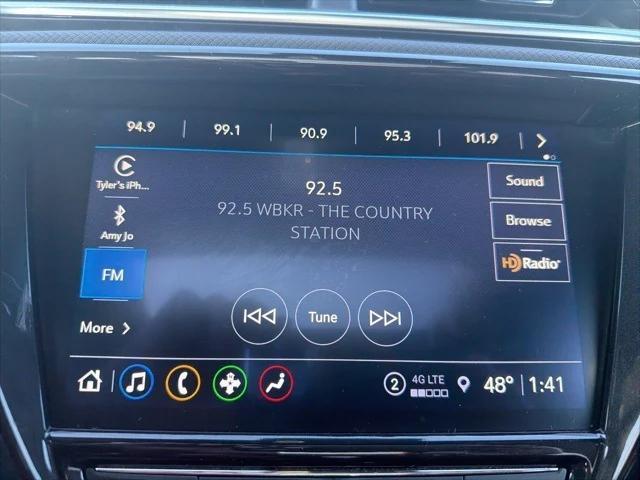 94.9 | 99.1 | 90.9 | 95.3 | 101.9 |
Tyler's iPh...
Amy Jo
FM
More
92.5
92.5 WBKR - THE COUNTRY
STATION
Tune
Sound
Browse
HD Radio
2 4G LTE 48° | 1:41